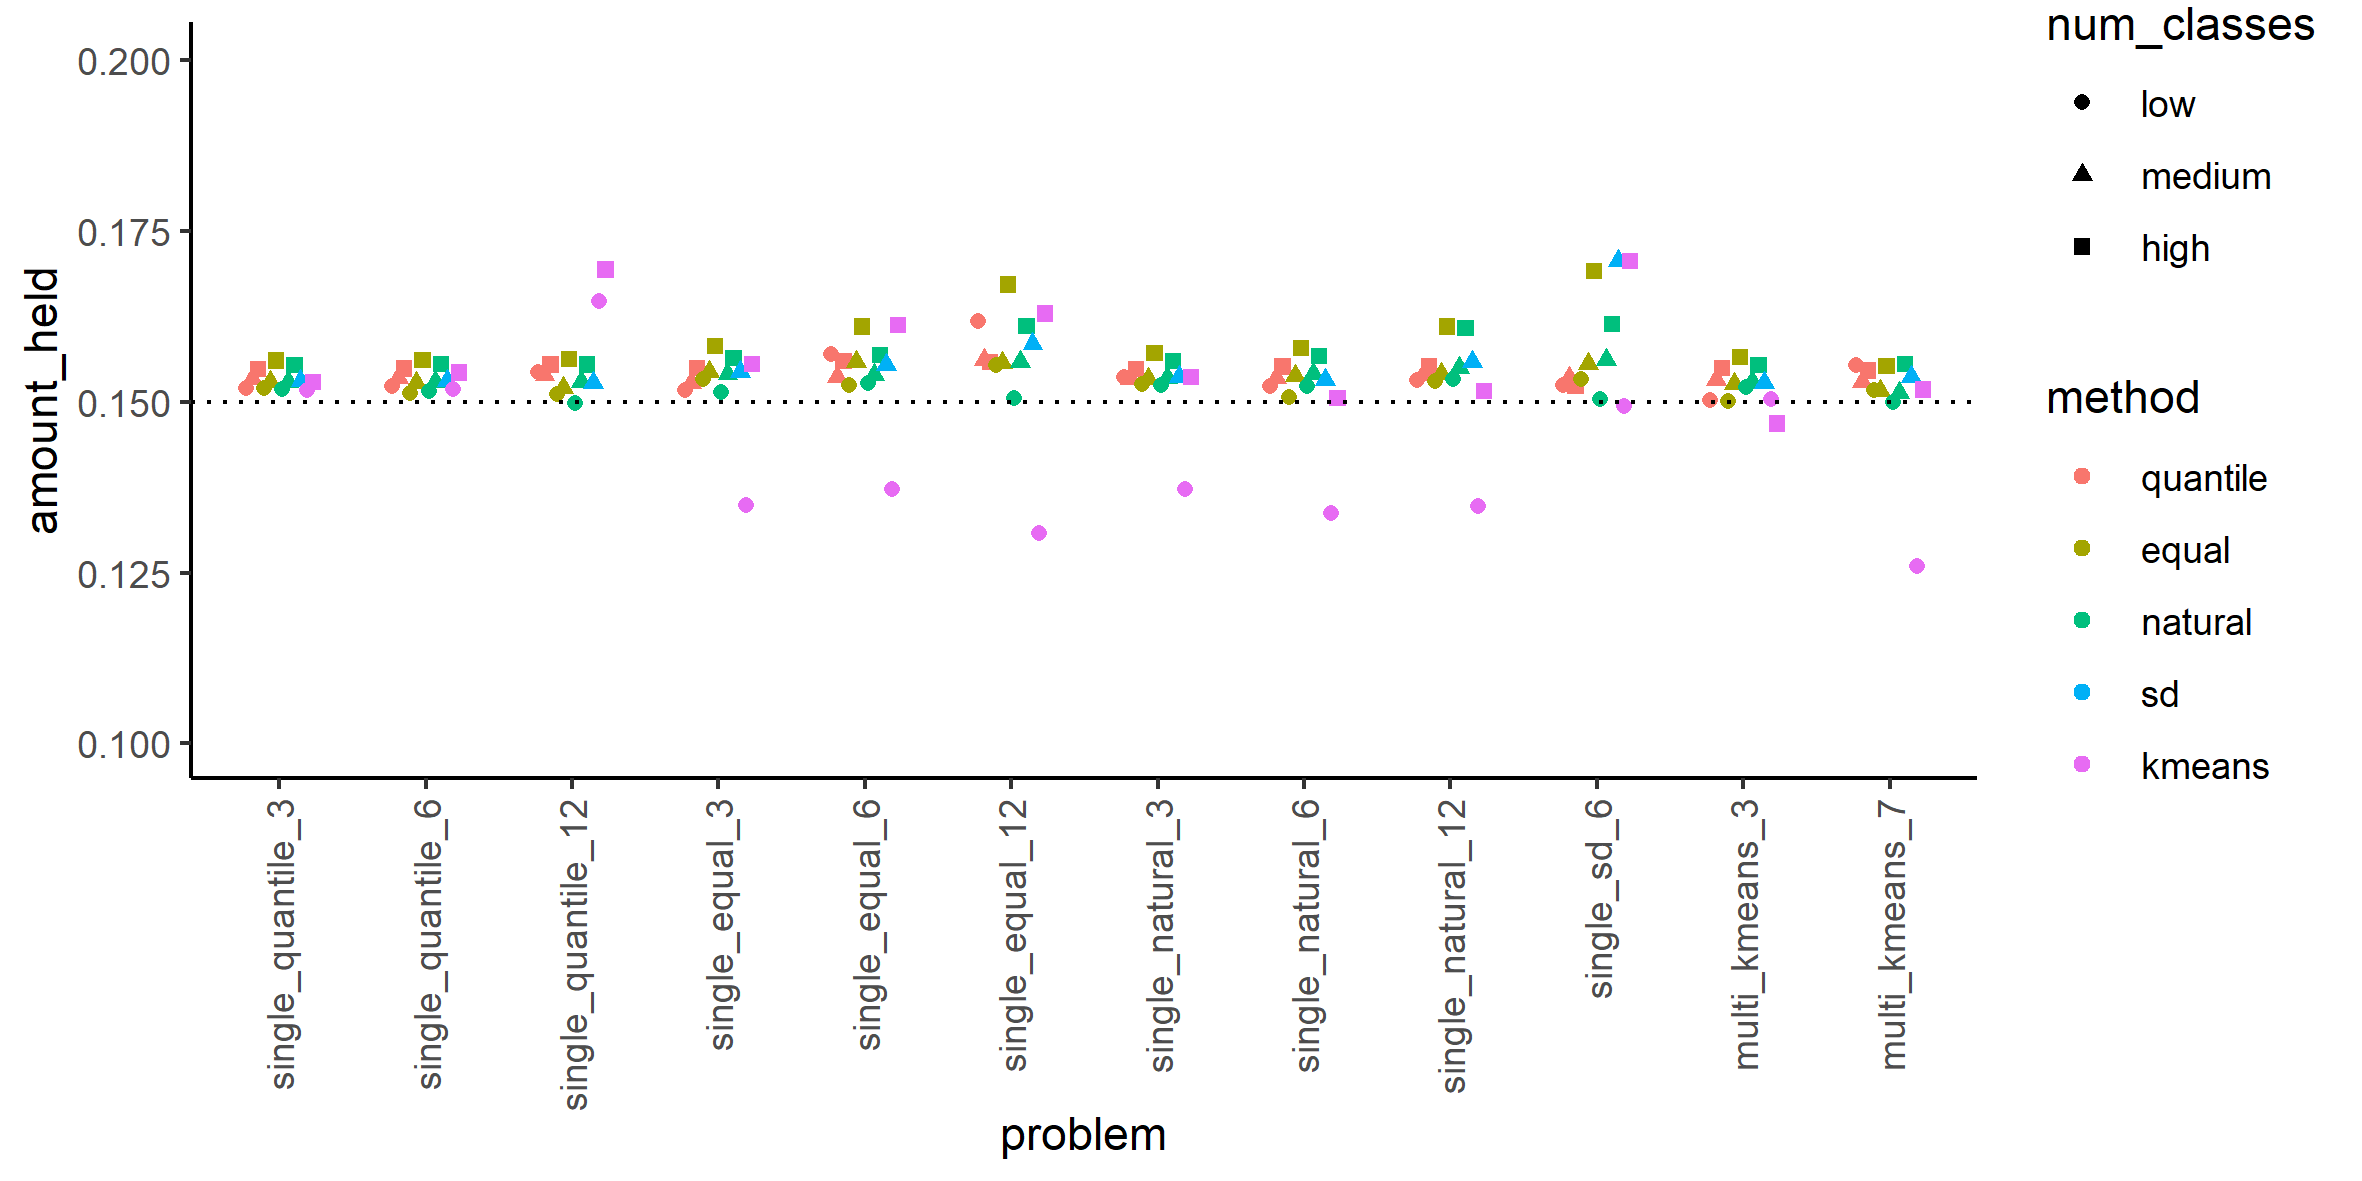 amount_held
0.200
0.175
0.150
0.125
0.100
single_quantile_3
single_quantile_6
single_quantile_12
single_equal_3
single_equal_6
single_equal_12
single_natural_3
single_natural_6
single_natural_12
single_sd_6
multi_kmeans_3
multi_kmeans_7
problem
num_classes
low
medium
high
method
quantile
equal
natural
sd
kmeans